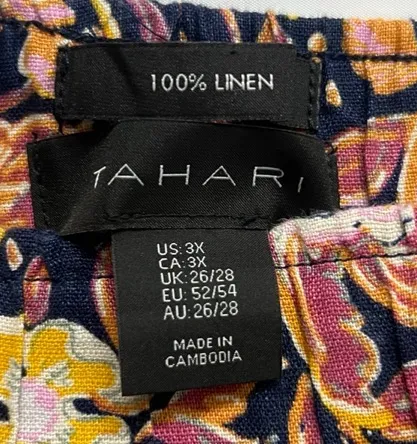 100% LINEN
TAHARI
US: 3X
CA: 3X
UK: 26/28
EU: 52/54
AU: 26/28
MADE IN
CAMBODIA